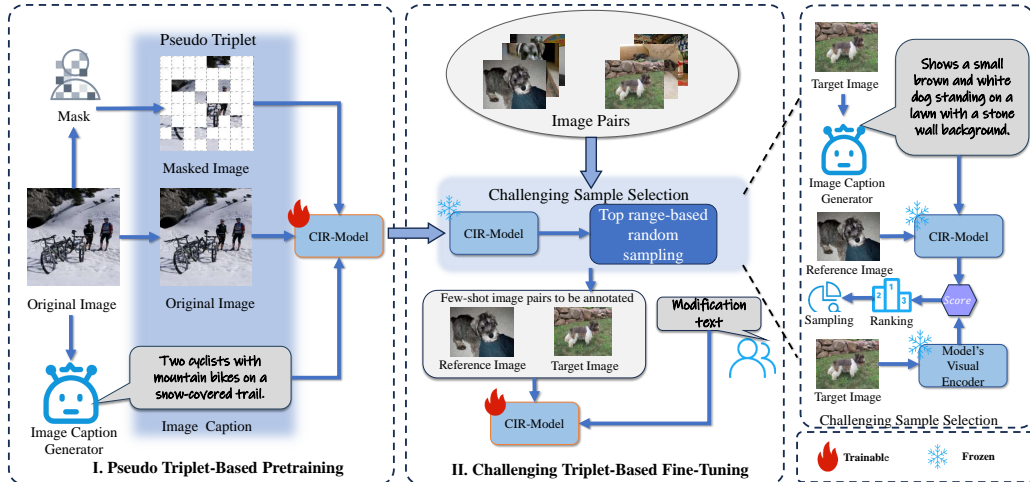 Pseudo Triplet
Mask
Masked Image
Original Image
Original Image
CIR-Model
Two cyclists with
mountain bikes on a
snow-covered trail.
Image Caption
Generator
Image Caption
I. Pseudo Triplet-Based Pretraining
Image Pairs
Challenging Sample Selection
CIR-Model
Top range-based
random
sampling
Few-shot image pairs to be annotated
Reference Image
Target Image
Modification
text
CIR-Model
II. Challenging Triplet-Based Fine-Tuning
Target Image
Shows a small
brown and white
dog standing on a
lawn with a stone
wall background.
Image Caption
Generator
CIR-Model
Reference Image
Sampling
2
1
3
Ranking
Score
Target Image
Model's
Visual
Encoder
Challenging Sample Selection
Trainable
Frozen